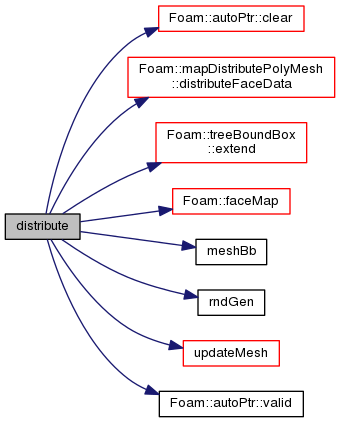 Foam::autoPtr::clear
Foam::mapDistributePolyMesh
::distributeFaceData
Foam::treeBoundBox
::extend
Foam::faceMap
distribute
meshBb
rndGen
updateMesh
Foam::autoPtr::valid